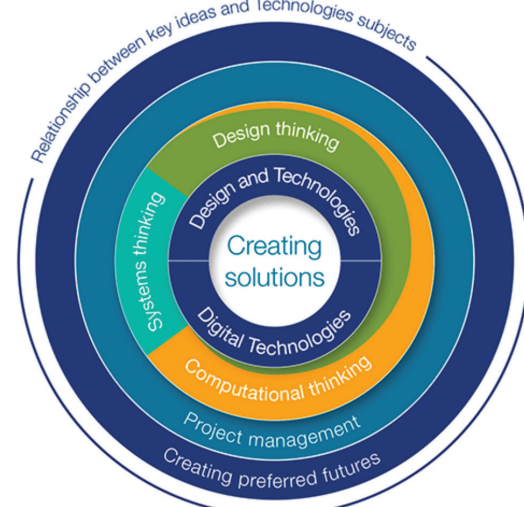 Relationship between key ideas and Technologies subjects
Design thinking
Design and Technologies
Systems thinking
Creating
solutions
Digital Technologies
Computational thinking
Project management
Creating preferred futures